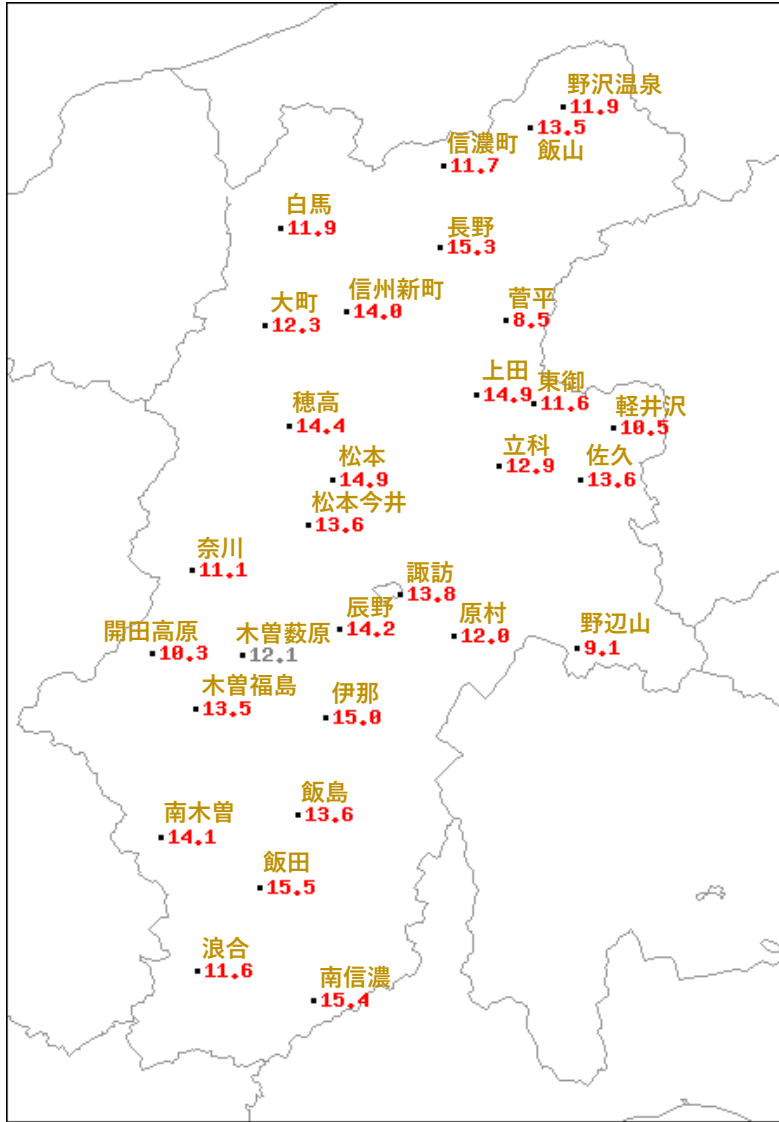 野沢温泉
11.9
13.5
飯山
信濃町
11.7
白馬
11.9
長野
15.3
信州新町
14.0
大町
12.3
菅平
8.5
上田
14.9
東御
11.6
軽井沢
10.5
穂高
14.4
立科
12.9
佐久
13.6
松本
14.9
松本今井
13.6
奈川
11.1
諏訪
13.8
辰野
14.2
原村
12.0
野辺山
9.1
開田高原
10.3
木曽薮原
12.1
木曽福島
13.5
伊那
15.0
飯島
13.6
南木曽
14.1
飯田
15.5
浪合
11.6
南信濃
15.4